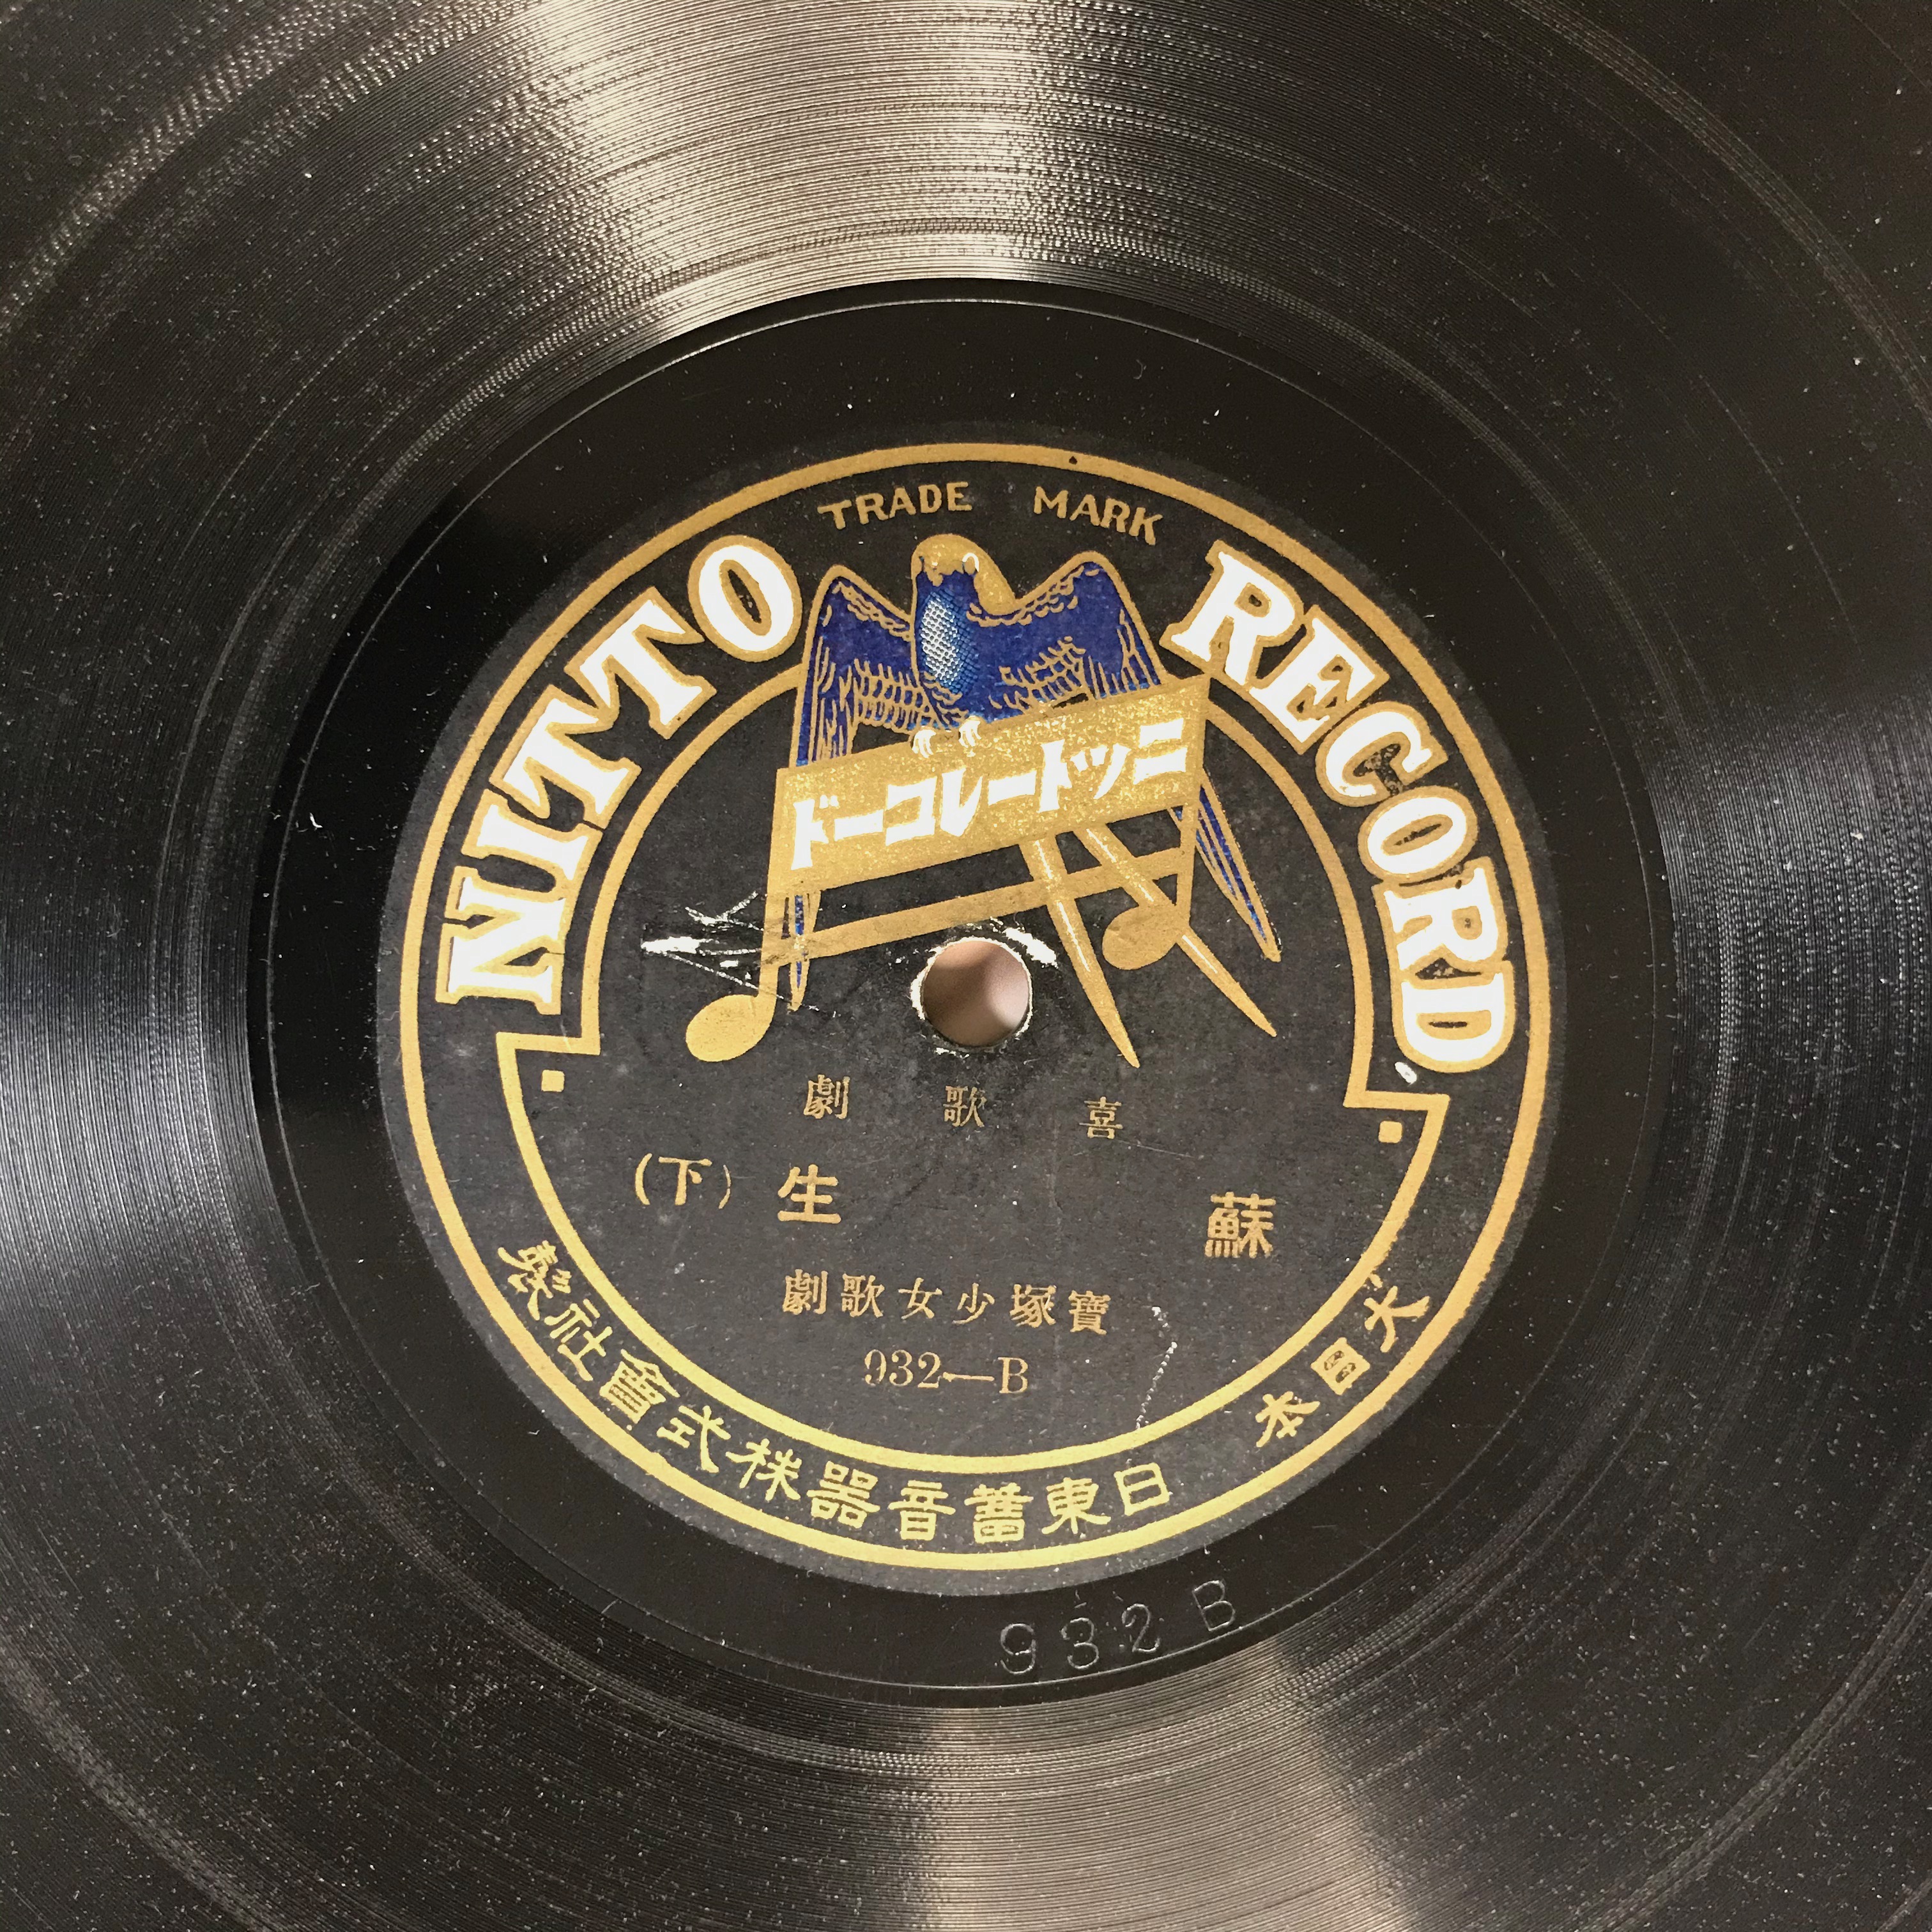 TRADE MARK
NITTO RECORD
ニットーレコード
喜歌劇
蘇生(下)
寶塚少女歌劇
932—B
大日本 日東蓄音器株式會社製
932 B